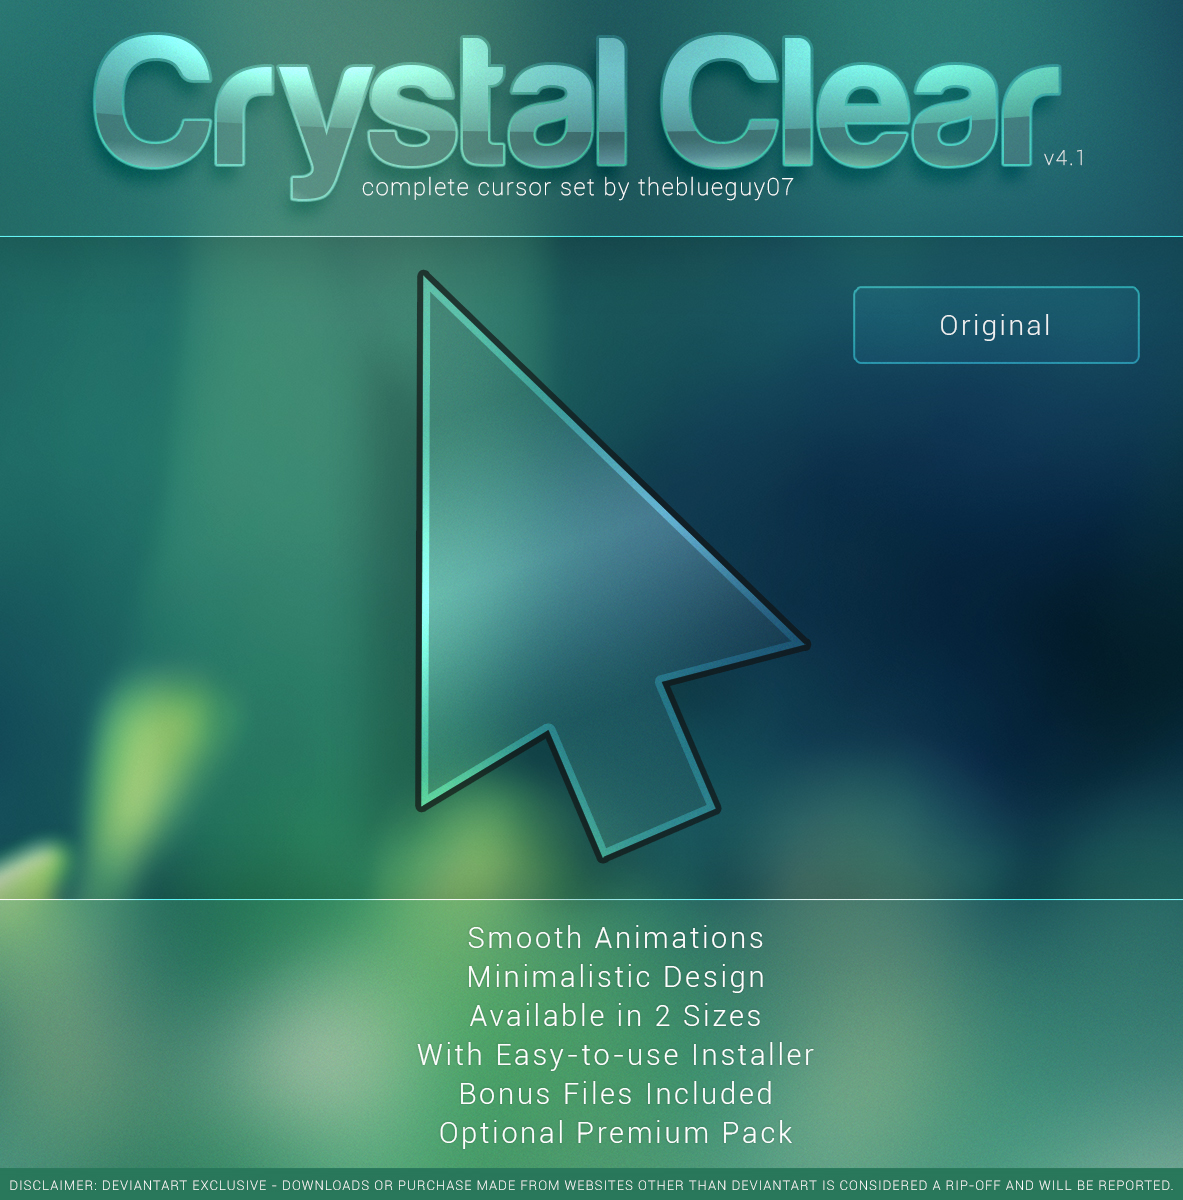 Crystal Clear
v4.1
complete cursor set by theblueguy07
Original
Smooth Animations
Minimalistic Design
Available in 2 Sizes
With Easy-to-use Installer
Bonus Files Included
Optional Premium Pack
DISCLAIMER: DEVIANTART EXCLUSIVE - DOWNLOADS OR PURCHASE MADE FROM WEBSITES OTHER THAN DEVIANTART IS CONSIDERED A RIP-OFF AND WILL BE REPORTED.